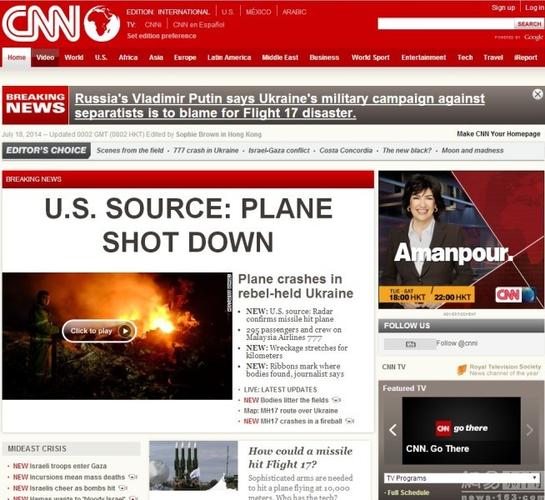 CNN
EDITION: INTERNATIONAL U.S. MÉXICO ARABIC
TV: CNNi CNN en Español
Set edition preference
Sign up Log in
SEARCH
POWERED BY Google
Home Video World U.S. Africa Asia Europe Latin America Middle East Business World Sport Entertainment Tech Travel iReport
BREAKING NEWS
Russia's Vladimir Putin says Ukraine's military campaign against
separatists is to blame for Flight 17 disaster.
July 18, 2014 -- Updated 0002 GMT (0802 HKT) Edited by Sophie Brown in Hong Kong
Make CNN Your Homepage
EDITOR'S CHOICE Scenes from the field • 777 crash in Ukraine • Israel-Gaza conflict • Costa Concordia • The new black? • Moon and madness
BREAKING NEWS
U.S. SOURCE: PLANE
SHOT DOWN
Click to play
Plane crashes in
rebel-held Ukraine
• NEW: U.S. source: Radar
confirms missile hit plane
• 295 passengers and crew on
Malaysia Airlines 777
• NEW: Wreckage stretches for
kilometers
• NEW: Ribbons mark where
bodies found, journalist says
• LIVE: LATEST UPDATES
• NEW Bodies litter the fields
• Map: MH17 route over Ukraine
• NEW MH17 crashes in a fireball
Amanpour.
TUE - SAT
18:00 HKT 22:00 HKT
CNN
ADVERTISEMENT
FOLLOW US
Follow @cnni
CNN TV
Royal Television Society
News channel of the year
Featured TV
CNN go there
CNN. Go There
TV Programs
• Full Schedule
MIDEAST CRISIS
• NEW Israeli troops enter Gaza
• NEW Incursions mean mass deaths
• NEW Israelis cheer as bombs hit
• NEW Hamas wants to 'bloody Israel'
How could a missile
hit Flight 17?
Sophisticated arms are needed
to hit a plane flying at 10,000
meters. Who has the tech?